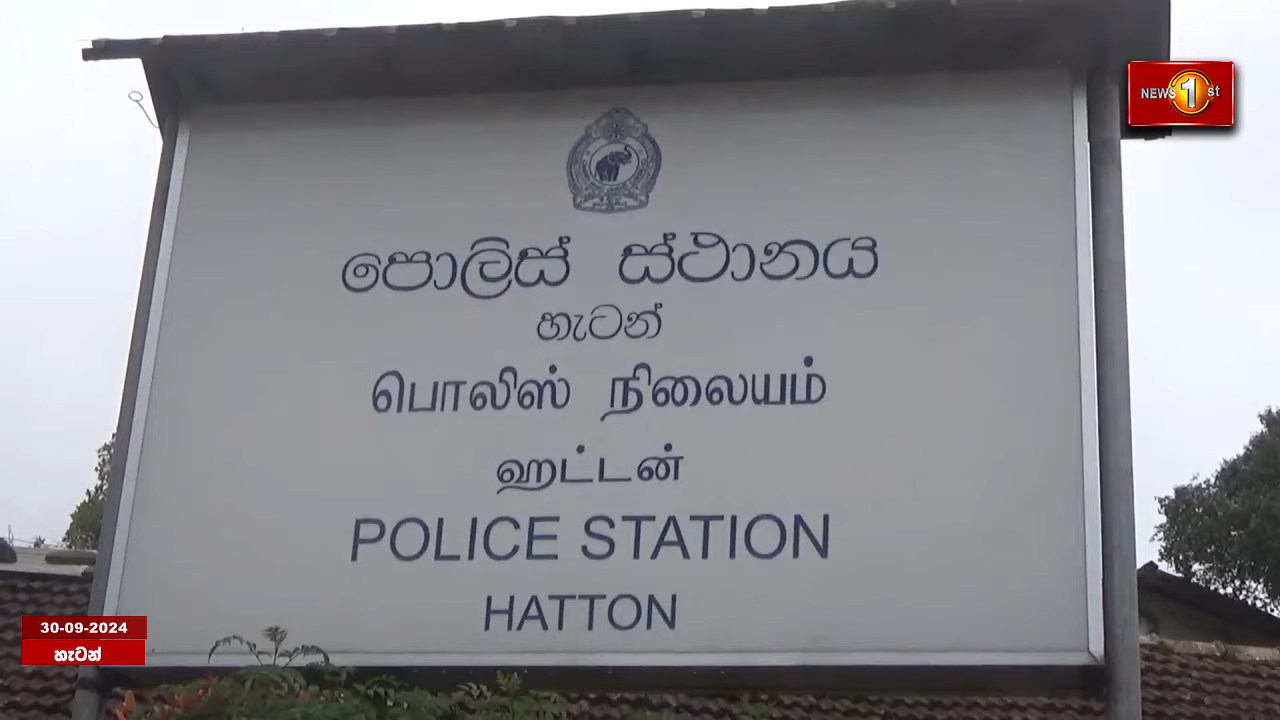 NEWS 1st
පොලිස් ස්ථානය
හැටන්
பொலிஸ் நிலையம்
ஹட்டன்
POLICE STATION
HATTON
30-09-2024
හැටන්